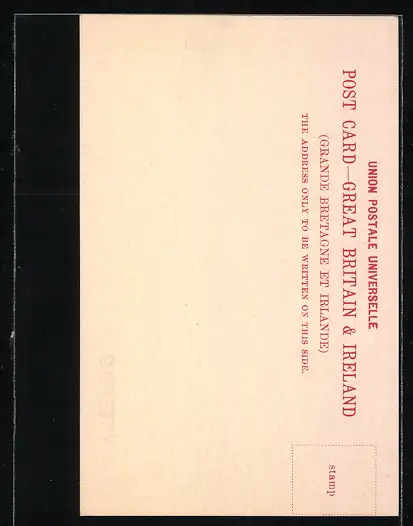 UNION POSTALE UNIVERSELLE
POST CARD—GREAT BRITAIN & IRELAND
(GRANDE BRETAGNE ET IRLANDE)
THE ADDRESS ONLY TO BE WRITTEN ON THIS SIDE.
stamp